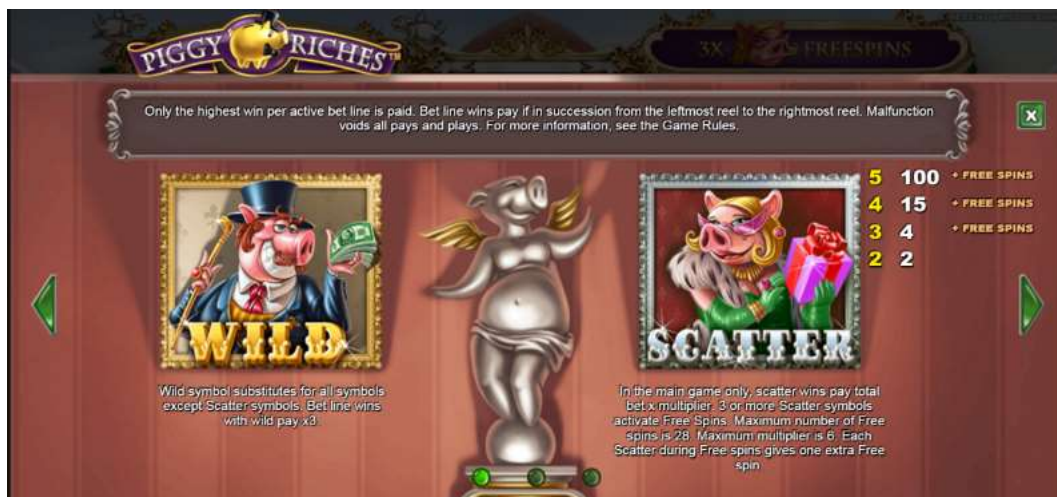 PIGGY RICHES™
3X FREESPINS
Only the highest win per active bet line is paid. Bet line wins pay if in succession from the leftmost reel to the rightmost reel. Malfunction
voids all pays and plays. For more information, see the Game Rules.
X
WILD
Wild symbol substitutes for all symbols
except Scatter symbols. Bet line wins
with wild pay x3.
SCATTER
5 100 + FREE SPINS
4 15 + FREE SPINS
3 4 + FREE SPINS
2 2
In the main game only, scatter wins pay total
bet x multiplier. 3 or more Scatter symbols
activate Free Spins. Maximum number of Free
spins is 28. Maximum multiplier is 6. Each
Scatter during Free spins gives one extra Free
spin